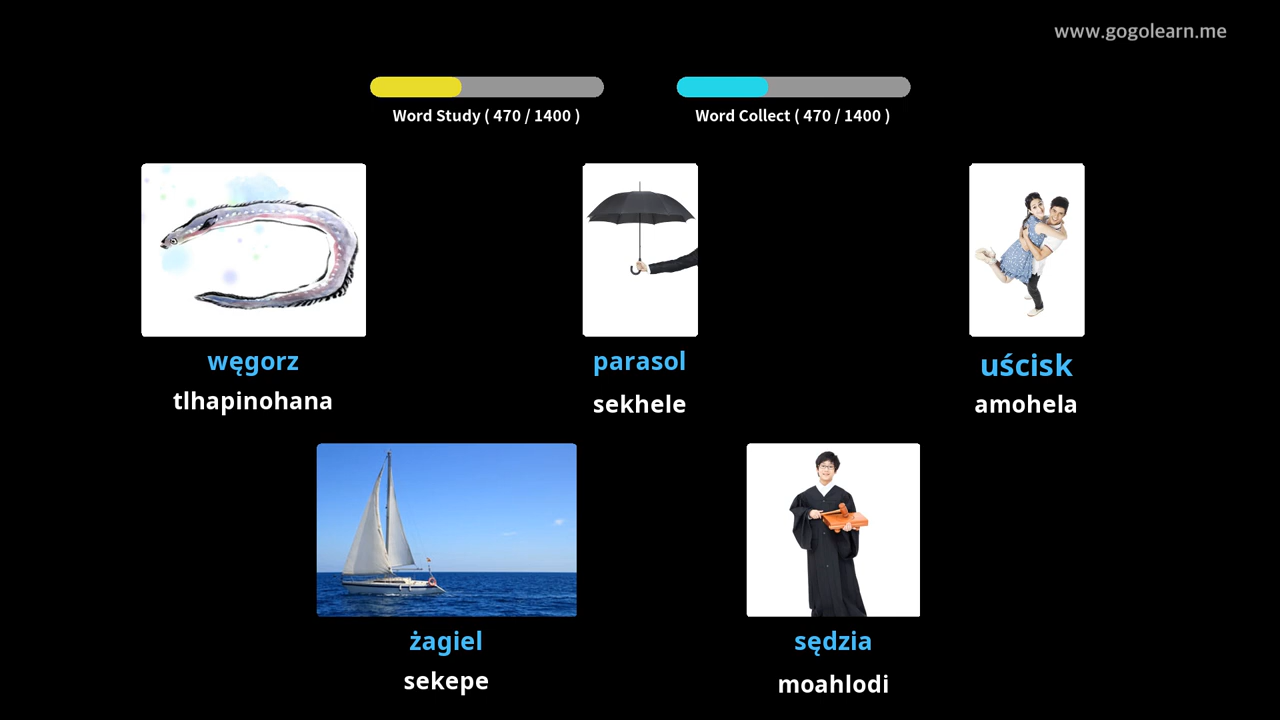 www.gogolearn.me
Word Study ( 470 / 1400 )
Word Collect ( 470 / 1400 )
węgorz
tlhapinohana
parasol
sekhele
uścisk
amohela
żagiel
sekepe
sędzia
moahlodi